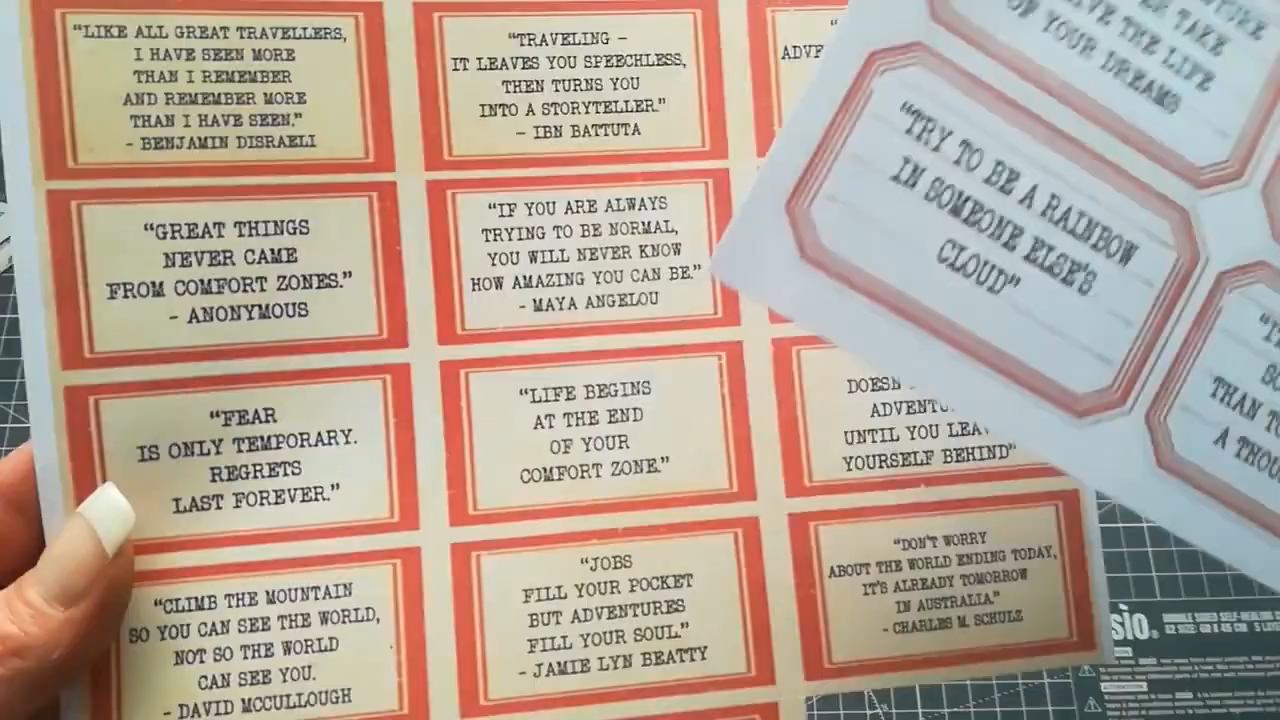 “LIKE ALL GREAT TRAVELLERS,
I HAVE SEEN MORE
THAN I REMEMBER
AND REMEMBER MORE
THAN I HAVE SEEN.”
- BENJAMIN DISRAELI
“TRAVELING –
IT LEAVES YOU SPEECHLESS,
THEN TURNS YOU
INTO A STORYTELLER.”
- IBN BATTUTA
“GREAT THINGS
NEVER CAME
FROM COMFORT ZONES.”
- ANONYMOUS
“IF YOU ARE ALWAYS
TRYING TO BE NORMAL,
YOU WILL NEVER KNOW
HOW AMAZING YOU CAN BE.”
- MAYA ANGELOU
“FEAR
IS ONLY TEMPORARY.
REGRETS
LAST FOREVER.”
“LIFE BEGINS
AT THE END
OF YOUR
COMFORT ZONE.”
UNTIL YOU
YOURSELF BEHIND”
“CLIMB THE MOUNTAIN
SO YOU CAN SEE THE WORLD,
NOT SO THE WORLD
CAN SEE YOU.
- DAVID MCCULLOUGH
“JOBS
FILL YOUR POCKET
BUT ADVENTURES
FILL YOUR SOUL.”
- JAMIE LYN BEATTY
“DON'T WORRY
ABOUT THE WORLD ENDING TODAY,
IT'S ALREADY TOMORROW
IN AUSTRALIA.”
- CHARLES M. SCHULZ
TAKE
THE LIFE
OF YOUR DREAMS
“TRY TO BE A RAINBOW
IN SOMEONE ELSE'S
CLOUD”
THAN
A